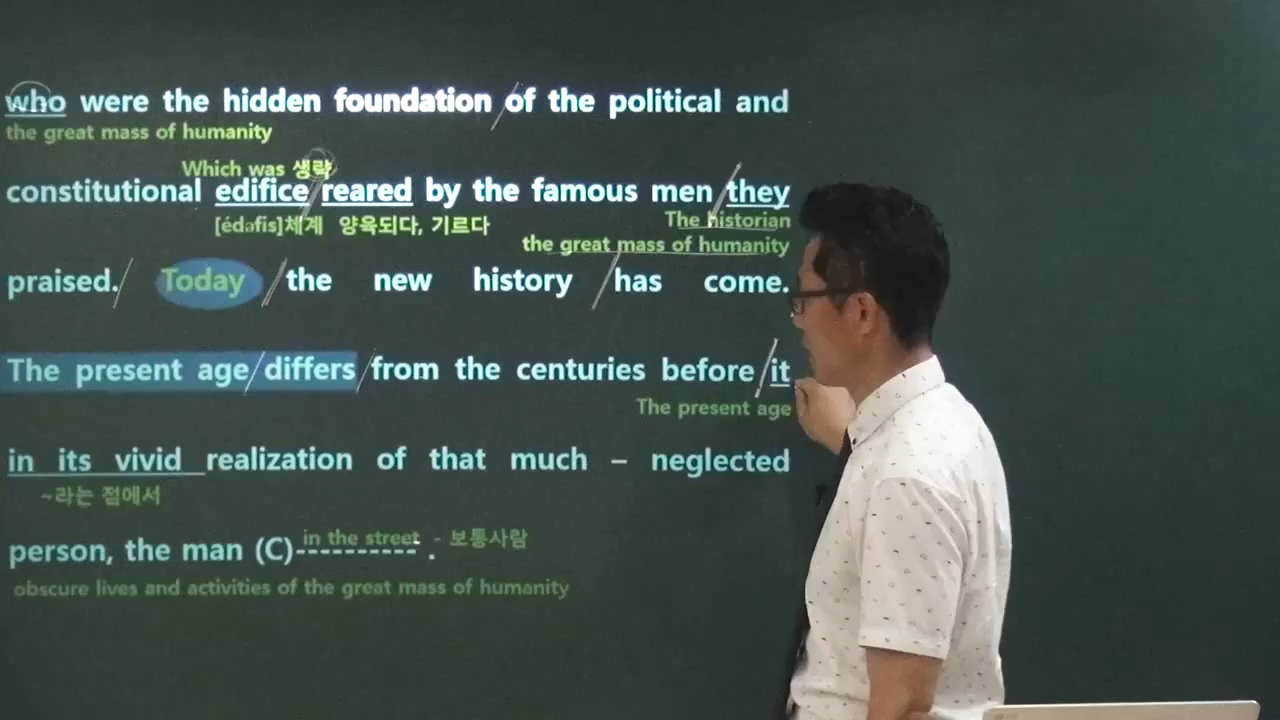 who were the hidden foundation of the political and
the great mass of humanity
Which was 생략
constitutional edifice reared by the famous men they
[édəfis]체계 양육되다, 기르다 The historian
the great mass of humanity
praised. Today the new history has come.
The present age differs from the centuries before it
The present age
in its vivid realization of that much – neglected
~라는 점에서
person, the man (C)---------- .
in the street - 보통사람
obscure lives and activities of the great mass of humanity